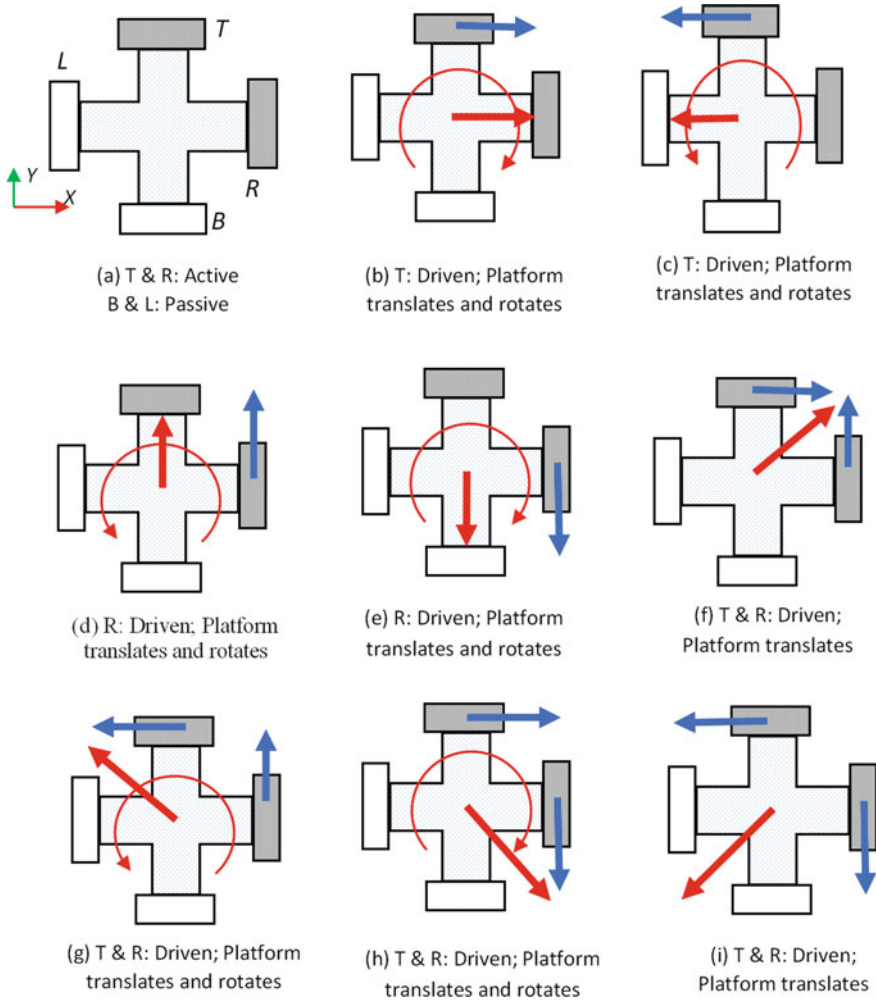 T
L
Y
X
R
B
(a) T & R: Active
B & L: Passive
(b) T: Driven; Platform
translates and rotates
(c) T: Driven; Platform
translates and rotates
(d) R: Driven; Platform
translates and rotates
(e) R: Driven; Platform
translates and rotates
(f) T & R: Driven;
Platform translates
(g) T & R: Driven; Platform
translates and rotates
(h) T & R: Driven; Platform
translates and rotates
(i) T & R: Driven;
Platform translates